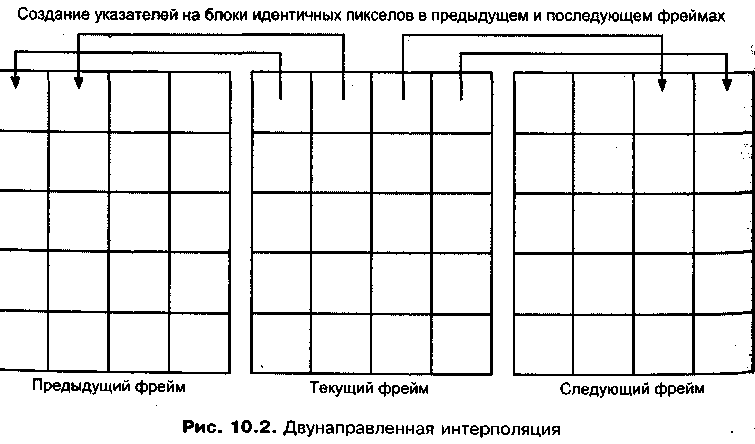 Создание указателей на блоки идентичных пикселов в предыдущем и последующем фреймах
Предыдущий фрейм
Текущий фрейм
Следующий фрейм
Рис. 10.2. Двунаправленная интерполяция